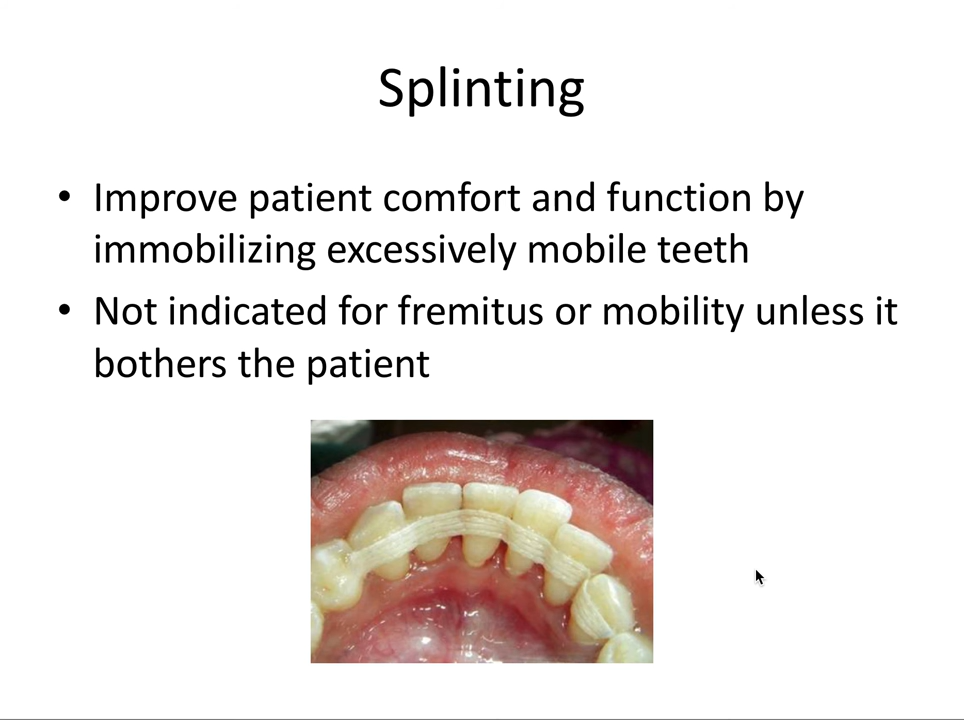 Splinting
• Improve patient comfort and function by
immobilizing excessively mobile teeth
• Not indicated for fremitus or mobility unless it
bothers the patient